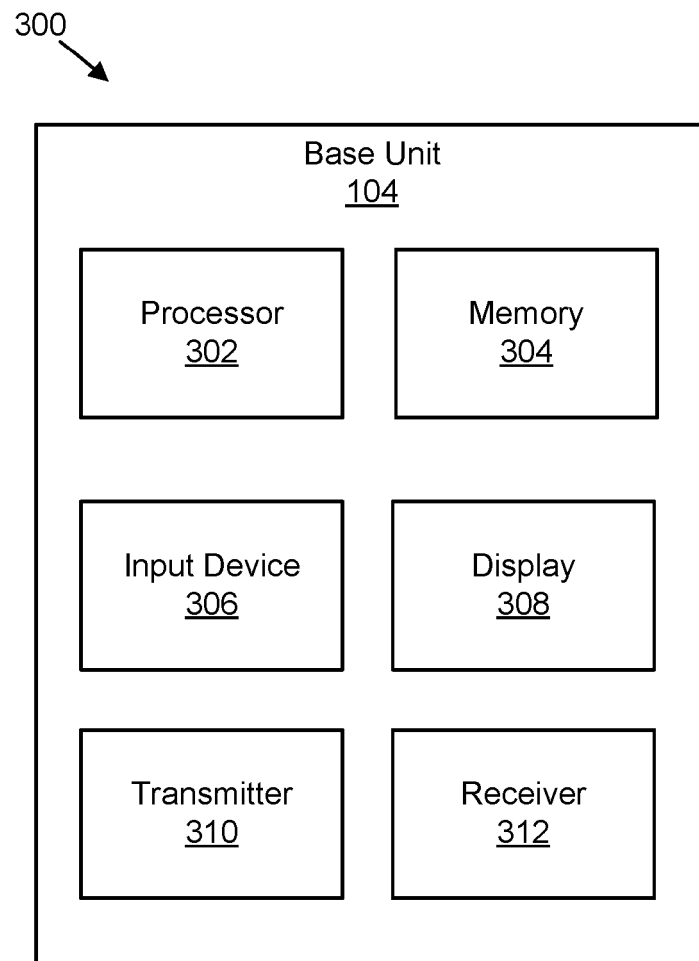 300
Base Unit
104
Processor
302
Memory
304
Input Device
306
Display
308
Transmitter
310
Receiver
312